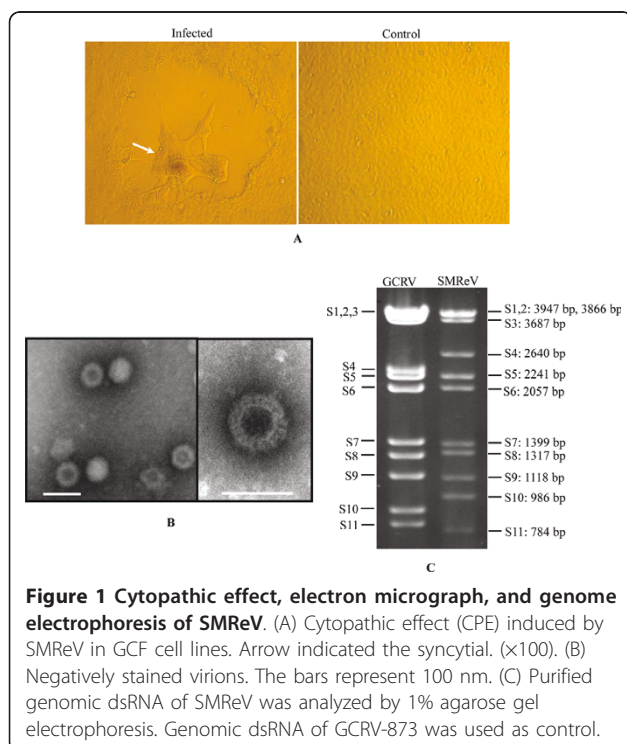 Infected Control
A
GCRV SMReV
S1,2,3 S1,2: 3947 bp, 3866 bp
S3: 3687 bp
S4 S4: 2640 bp
S5 S5: 2241 bp
S6 S6: 2057 bp
S7 S7: 1399 bp
S8 S8: 1317 bp
S9 S9: 1118 bp
S10 S10: 986 bp
S11 S11: 784 bp
B
C
Figure 1 Cytopathic effect, electron micrograph, and genome
electrophoresis of SMReV. (A) Cytopathic effect (CPE) induced by
SMReV in GCF cell lines. Arrow indicated the syncytial. (×100). (B)
Negatively stained virions. The bars represent 100 nm. (C) Purified
genomic dsRNA of SMReV was analyzed by 1% agarose gel
electrophoresis. Genomic dsRNA of GCRV-873 was used as control.